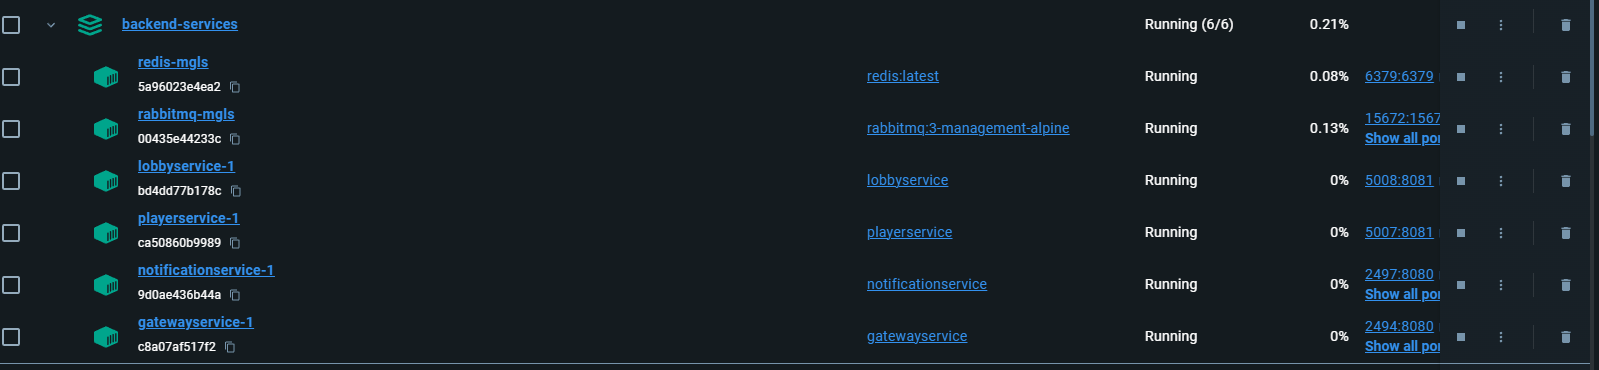 backend-services Running (6/6) 0.21%
redis-mgls
5a96023e4ea2 redis:latest Running 0.08% 6379:6379
rabbitmq-mgls
00435e44233c rabbitmq:3-management-alpine Running 0.13% 15672:1567
Show all por
lobbyservice-1
bd4dd77b178c lobbyservice Running 0% 5008:8081
playerservice-1
ca50860b9989 playerservice Running 0% 5007:8081
notificationservice-1
9d0ae436b44a notificationservice Running 0% 2497:8080
Show all por
gatewayservice-1
c8a07af517f2 gatewayservice Running 0% 2494:8080
Show all por